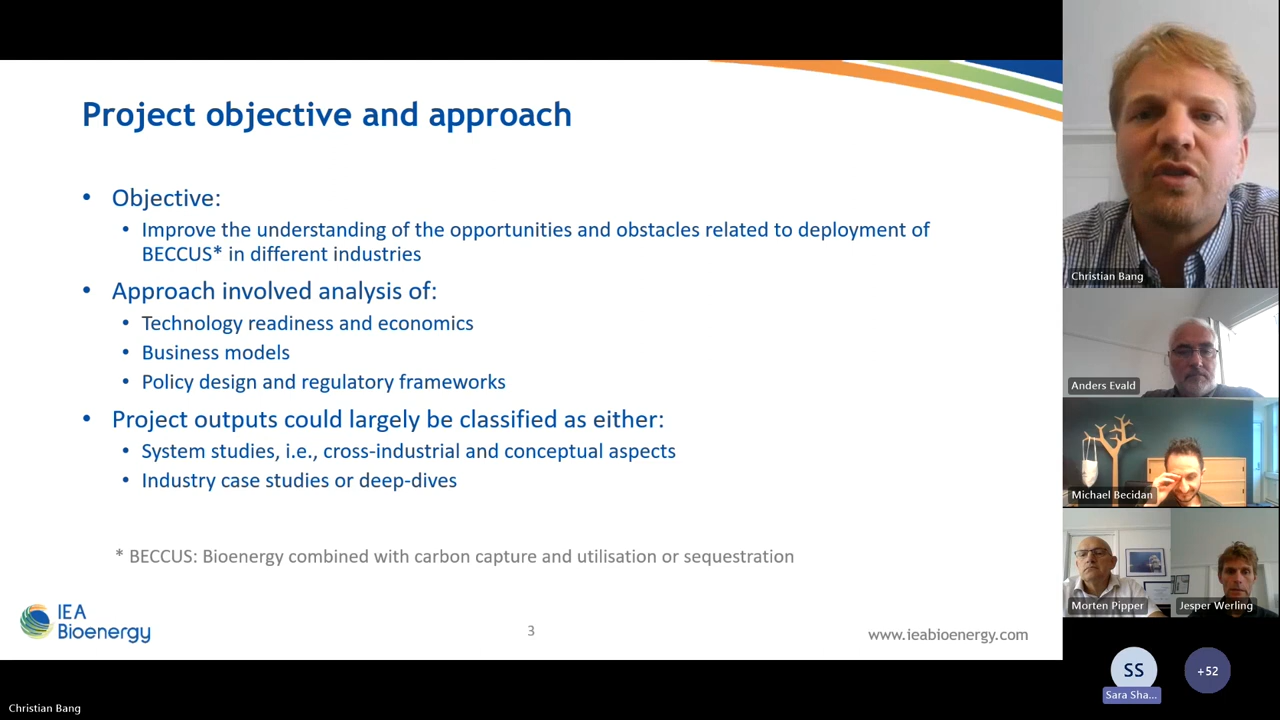 Project objective and approach
• Objective:
• Improve the understanding of the opportunities and obstacles related to deployment of
BECCUS* in different industries
• Approach involved analysis of:
• Technology readiness and economics
• Business models
• Policy design and regulatory frameworks
• Project outputs could largely be classified as either:
• System studies, i.e., cross-industrial and conceptual aspects
• Industry case studies or deep-dives
* BECCUS: Bioenergy combined with carbon capture and utilisation or sequestration
IEA
Bioenergy
3
www.ieabioenergy.com
Christian Bang
Anders Evald
Michael Becidan
Morten Pipper
Jesper Werling
SS
Sara Sha...
+52
Christian Bang